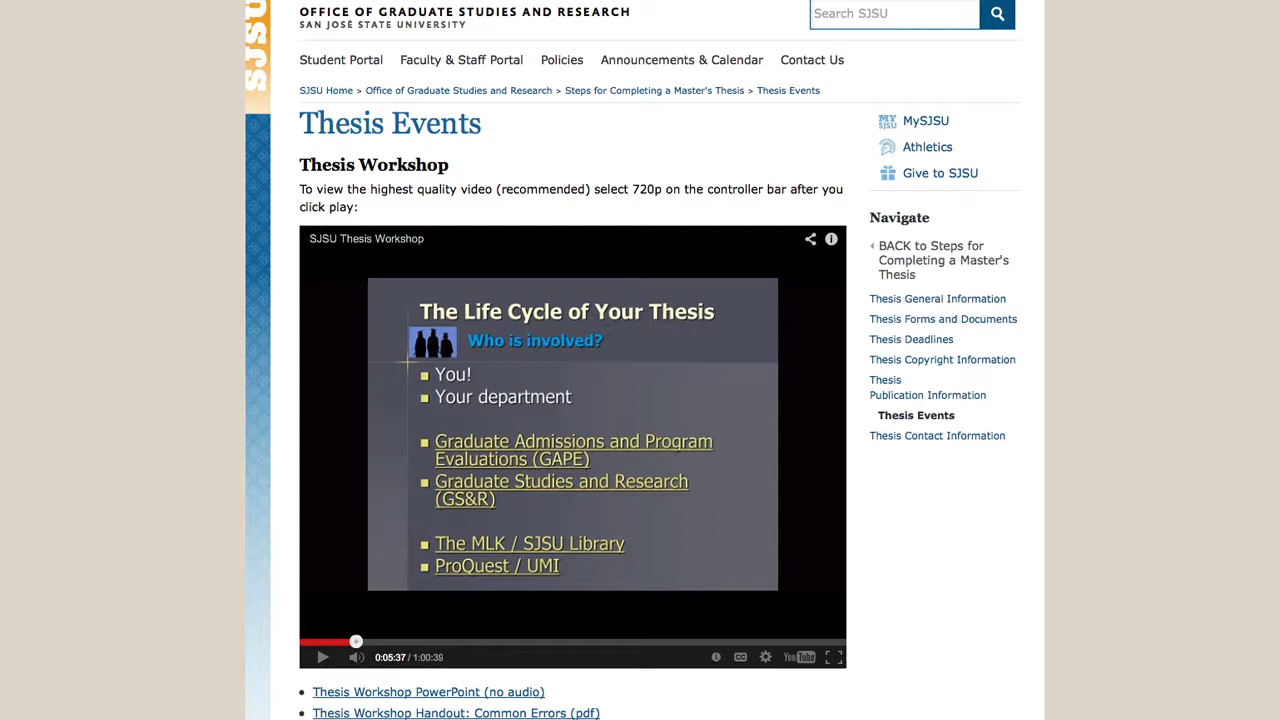 OFFICE OF GRADUATE STUDIES AND RESEARCH
SAN JOSÉ STATE UNIVERSITY
Search SJSU
SJSU
Student Portal
Faculty & Staff Portal
Policies
Announcements & Calendar
Contact Us
SJSU Home > Office of Graduate Studies and Research > Steps for Completing a Master's Thesis > Thesis Events
Thesis Events
Thesis Workshop
To view the highest quality video (recommended) select 720p on the controller bar after you
click play:
SJSU Thesis Workshop
The Life Cycle of Your Thesis
Who is involved?
You!
Your department
Graduate Admissions and Program
Evaluations (GAPE)
Graduate Studies and Research
(GS&R)
The MLK / SJSU Library
ProQuest / UMI
0:05:37 / 1:00:39
CC
YouTube
Thesis Workshop PowerPoint (no audio)
Thesis Workshop Handout: Common Errors (pdf)
MY SJSU
MySJSU
Athletics
Give to SJSU
Navigate
BACK to Steps for
Completing a Master's
Thesis
Thesis General Information
Thesis Forms and Documents
Thesis Deadlines
Thesis Copyright Information
Thesis
Publication Information
Thesis Events
Thesis Contact Information